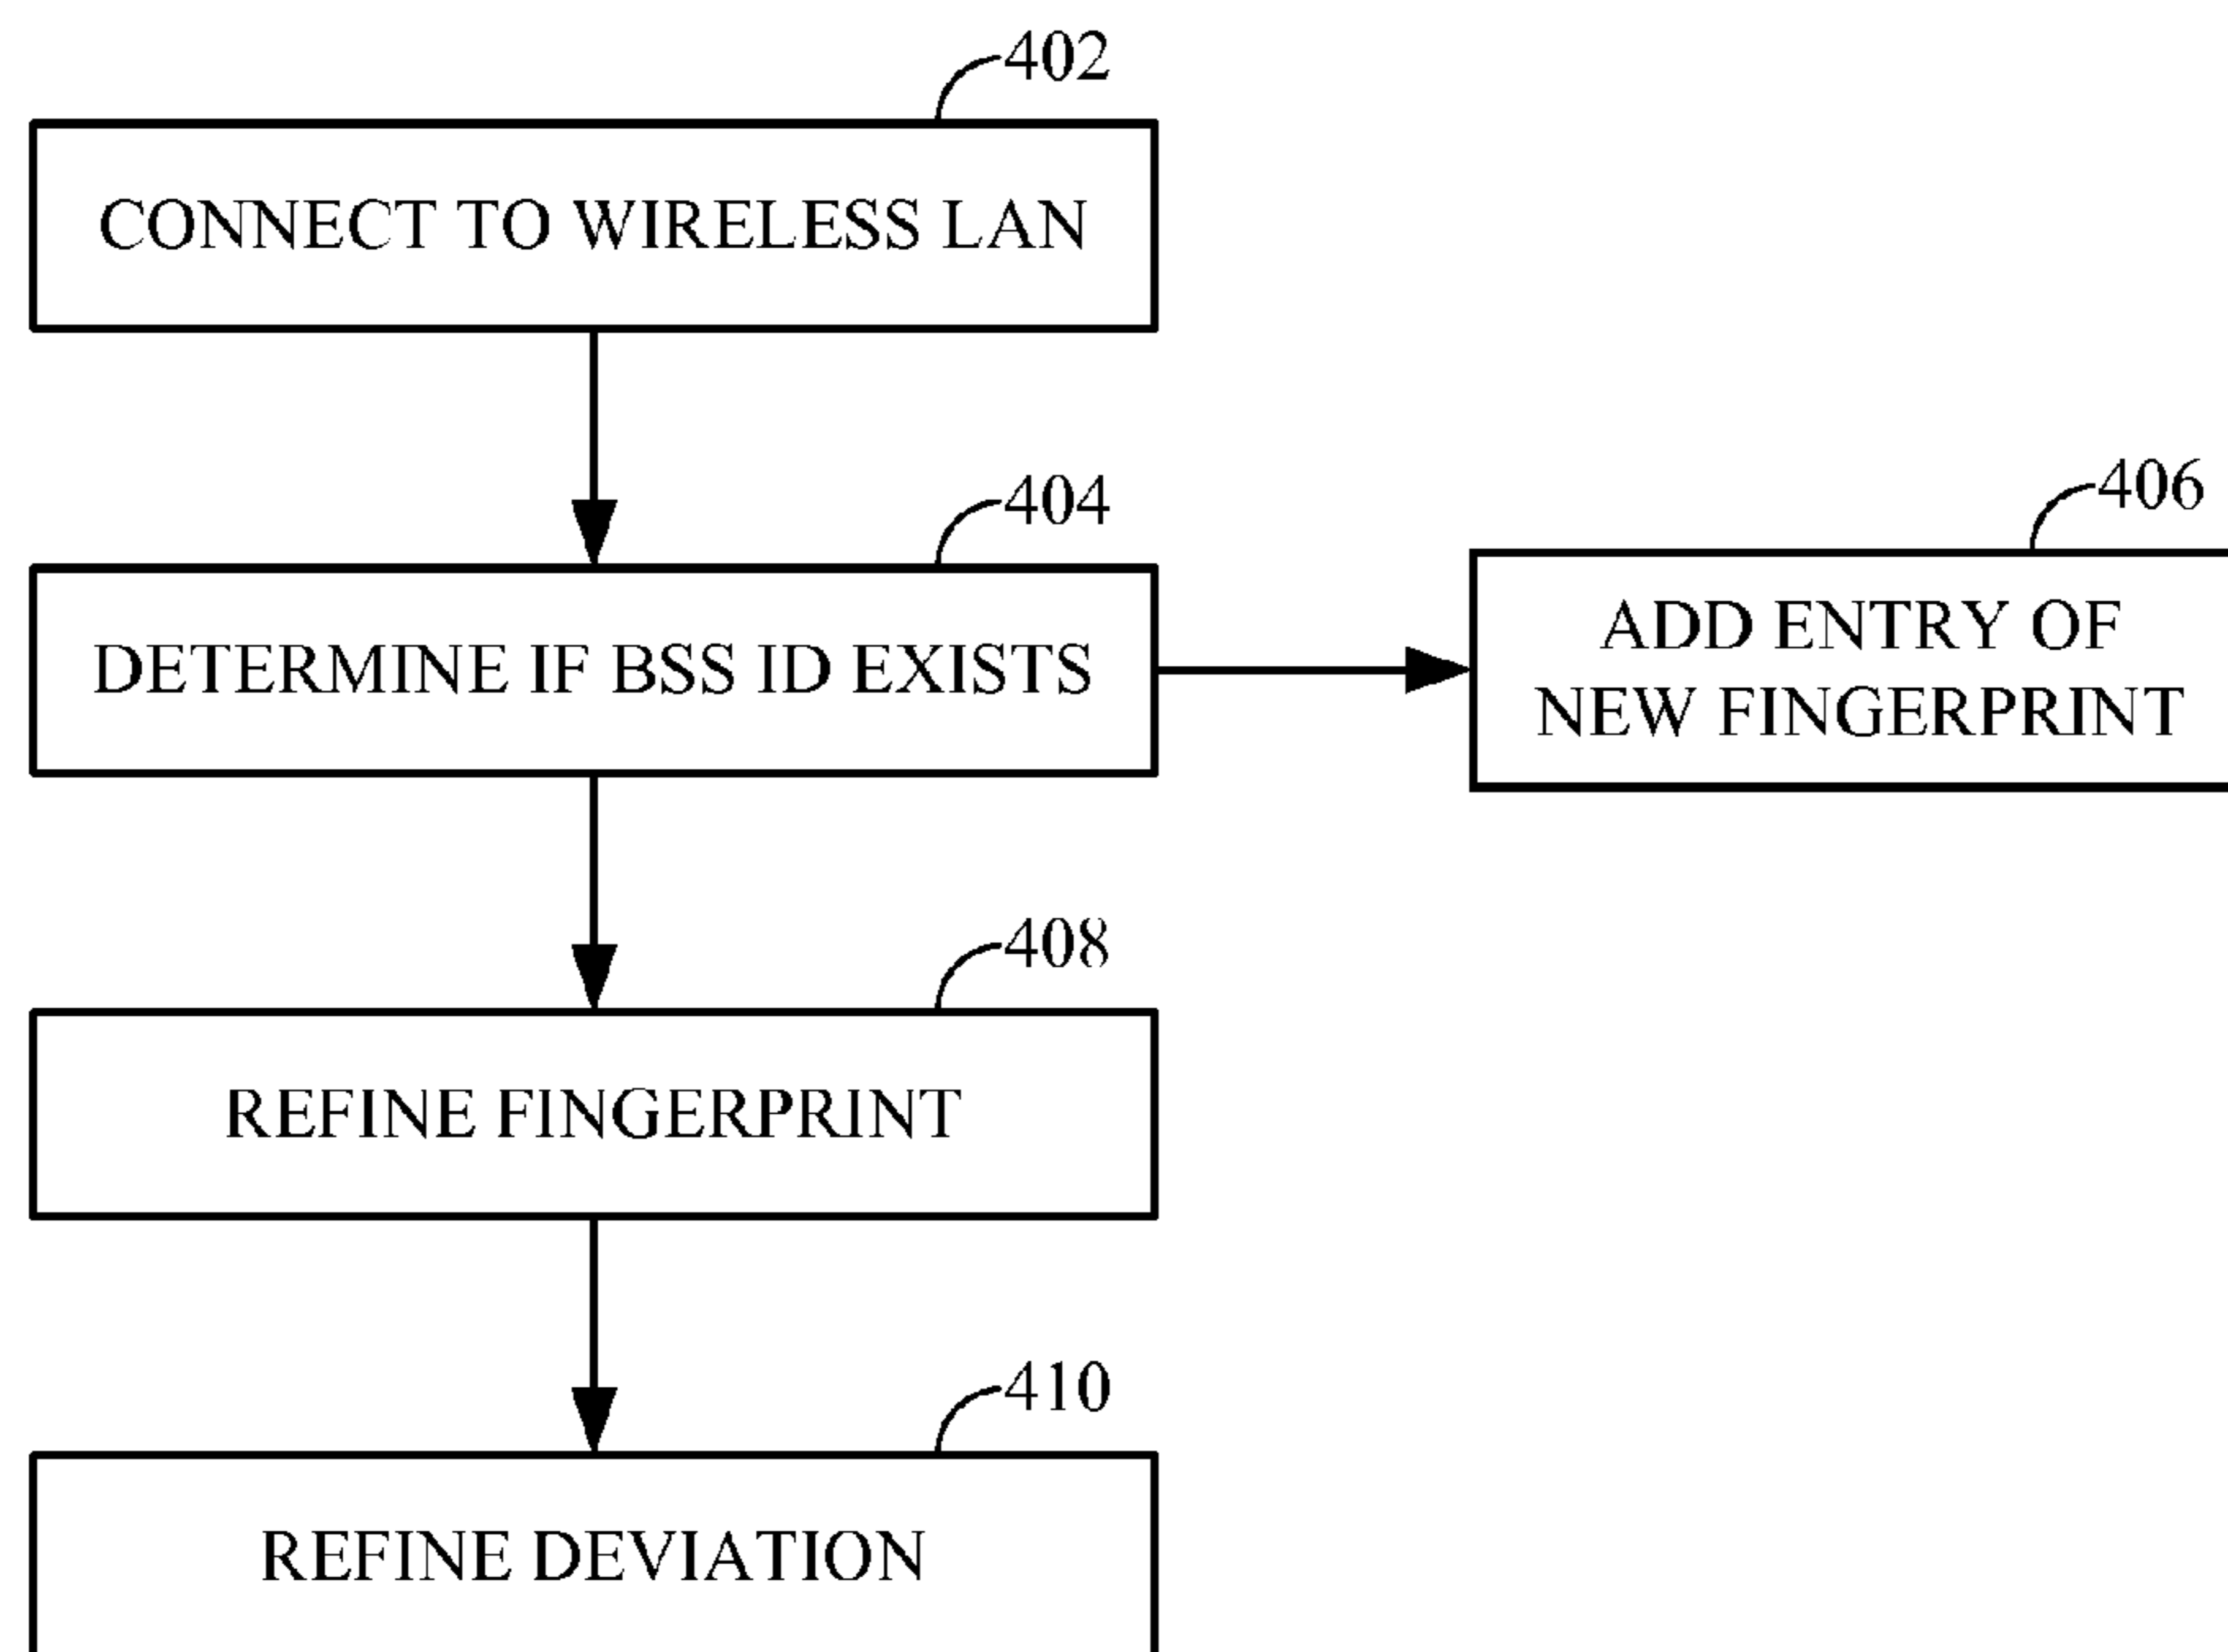 402
CONNECT TO WIRELESS LAN
404
DETERMINE IF BSS ID EXISTS
406
ADD ENTRY OF
NEW FINGERPRINT
408
REFINE FINGERPRINT
410
REFINE DEVIATION